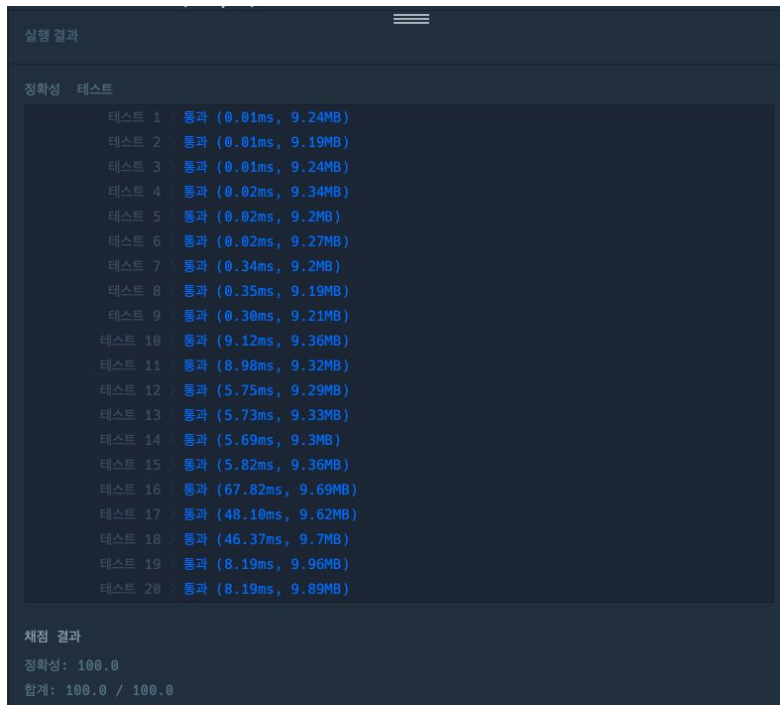 실행 결과
정확성 테스트
테스트 1 〉 통과 (0.01ms, 9.24MB)
테스트 2 〉 통과 (0.01ms, 9.19MB)
테스트 3 〉 통과 (0.01ms, 9.24MB)
테스트 4 〉 통과 (0.02ms, 9.34MB)
테스트 5 〉 통과 (0.02ms, 9.2MB)
테스트 6 〉 통과 (0.02ms, 9.27MB)
테스트 7 〉 통과 (0.34ms, 9.2MB)
테스트 8 〉 통과 (0.35ms, 9.19MB)
테스트 9 〉 통과 (0.30ms, 9.21MB)
테스트 10 〉 통과 (9.12ms, 9.36MB)
테스트 11 〉 통과 (8.98ms, 9.32MB)
테스트 12 〉 통과 (5.75ms, 9.29MB)
테스트 13 〉 통과 (5.73ms, 9.33MB)
테스트 14 〉 통과 (5.69ms, 9.3MB)
테스트 15 〉 통과 (5.82ms, 9.36MB)
테스트 16 〉 통과 (67.82ms, 9.69MB)
테스트 17 〉 통과 (48.10ms, 9.62MB)
테스트 18 〉 통과 (46.37ms, 9.7MB)
테스트 19 〉 통과 (8.19ms, 9.96MB)
테스트 20 〉 통과 (8.19ms, 9.89MB)
채점 결과
정확성: 100.0
합계: 100.0 / 100.0